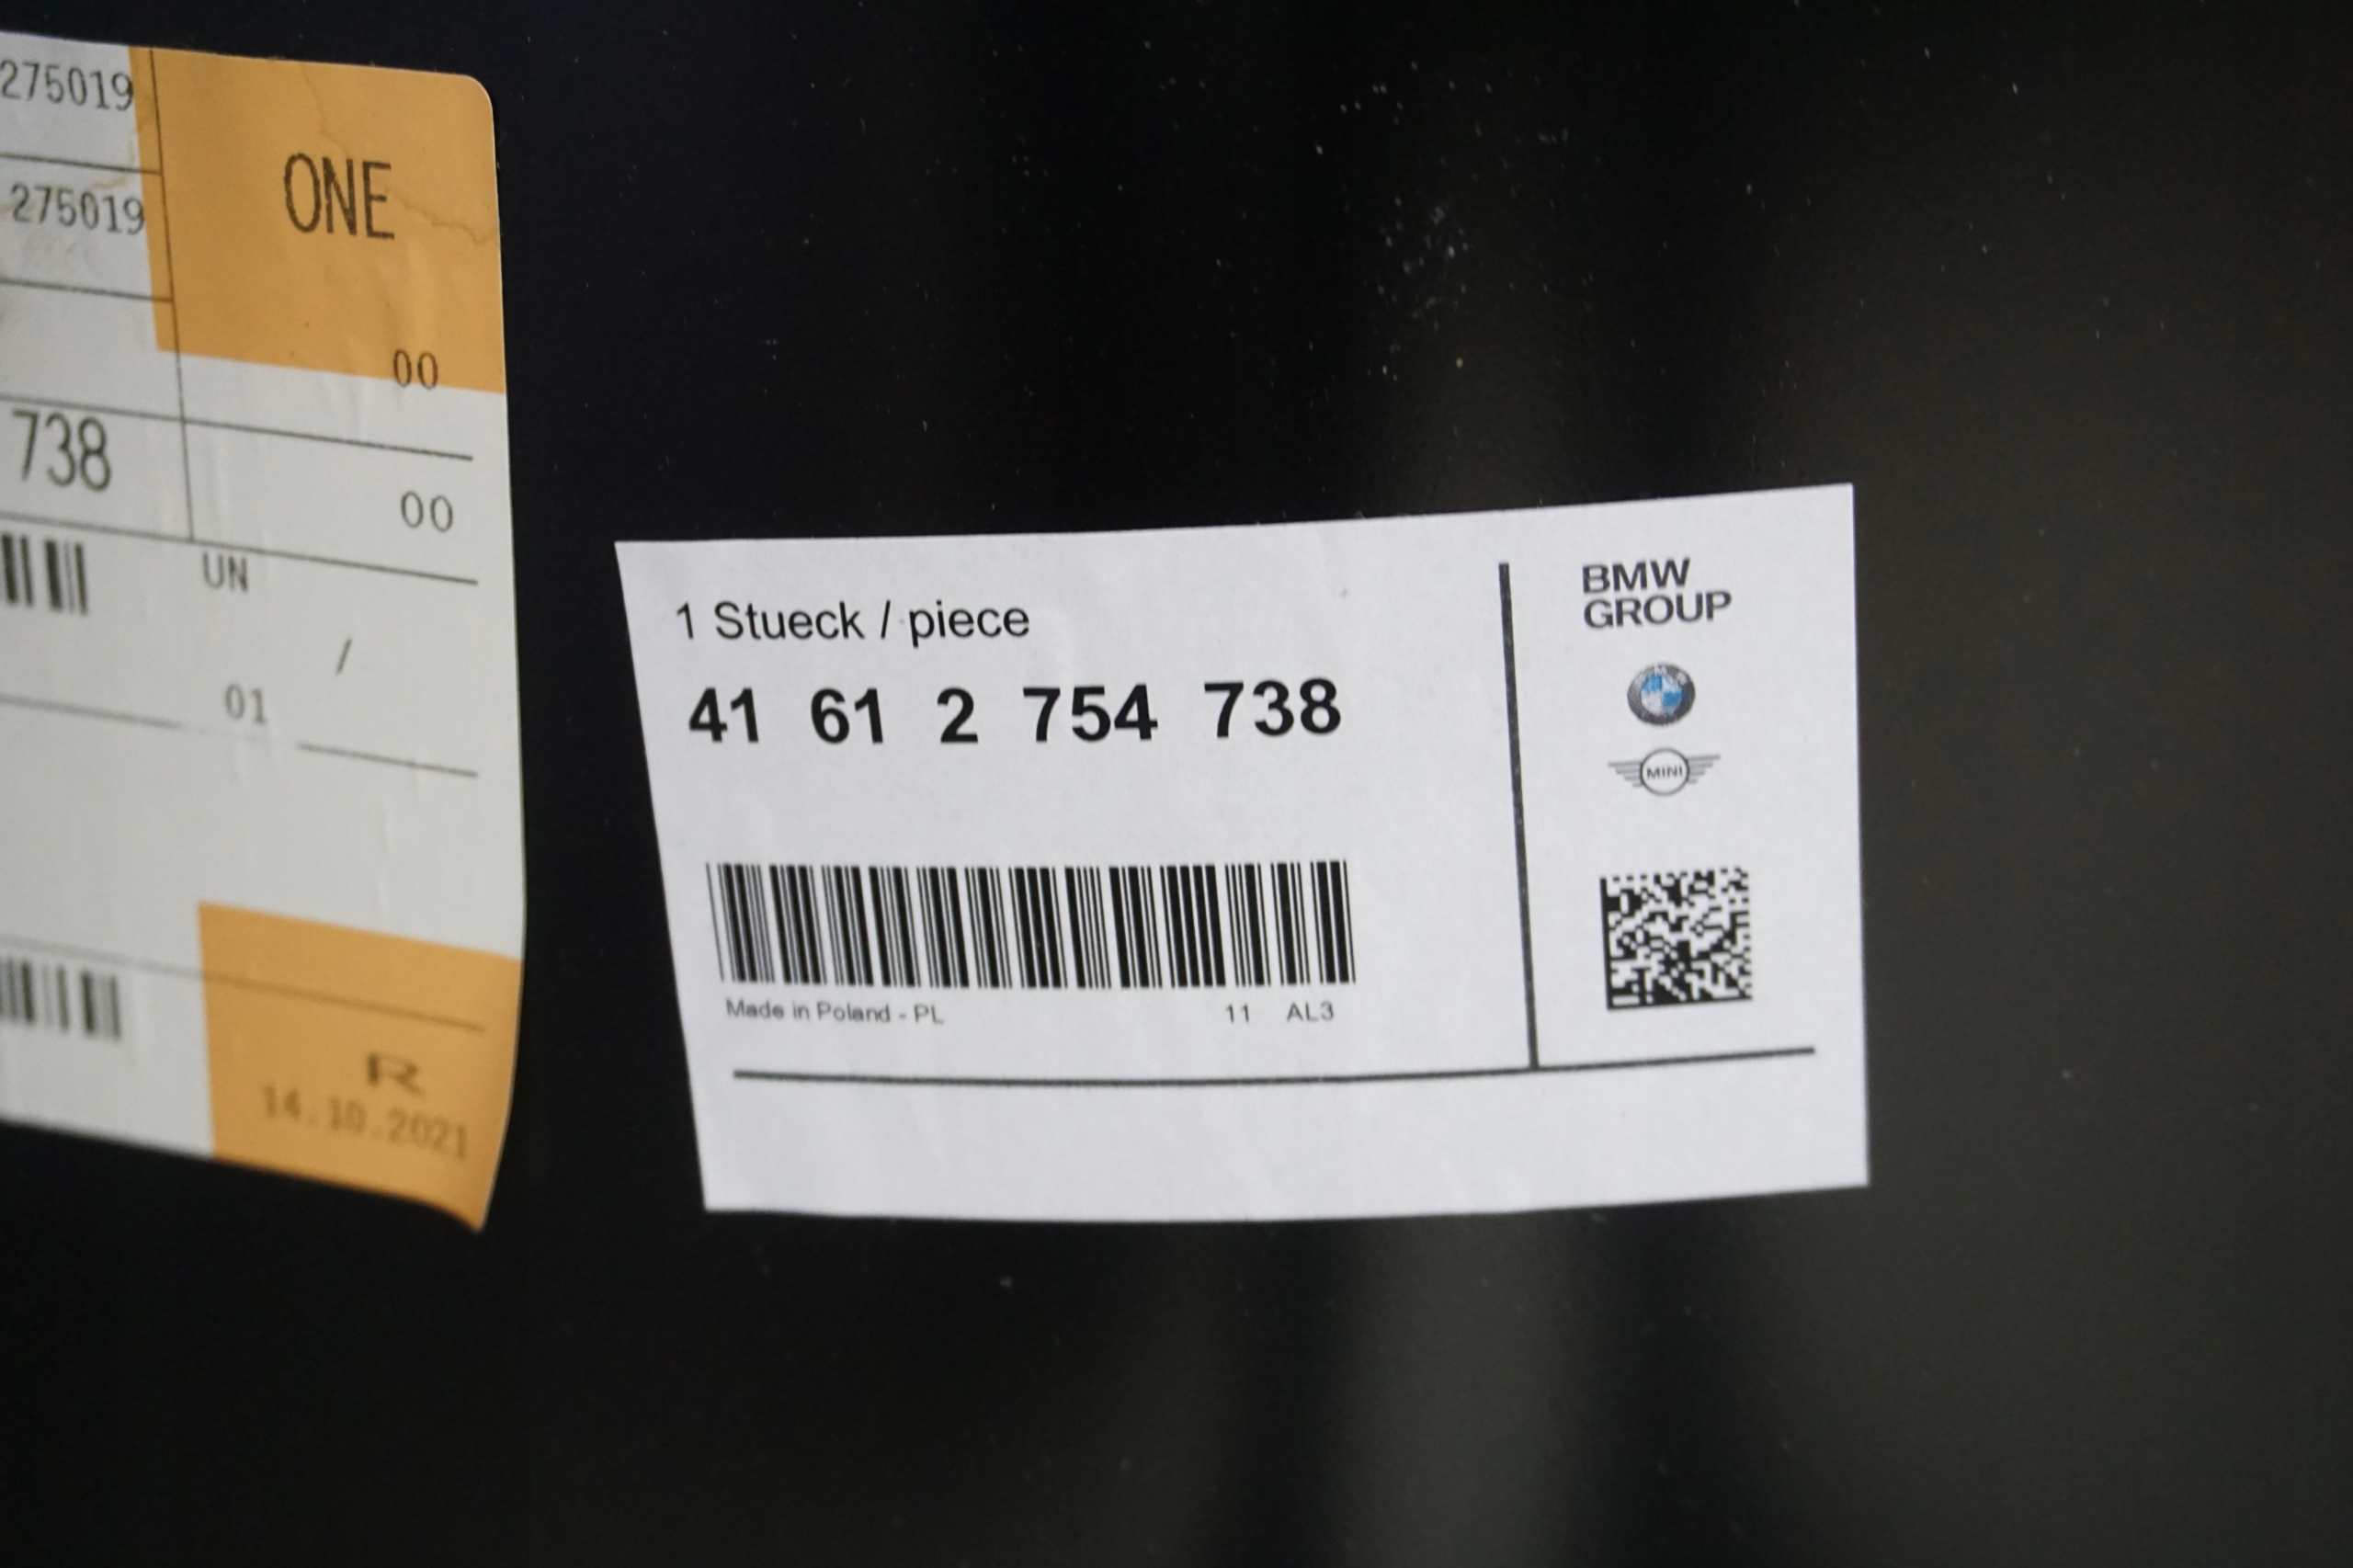 275019
ONE
275019
00
738
00
UN
/
01
R
14.10.2021
1 Stueck / piece
41 61 2 754 738
Made in Poland - PL 11 AL3
BMW
GROUP
MINI